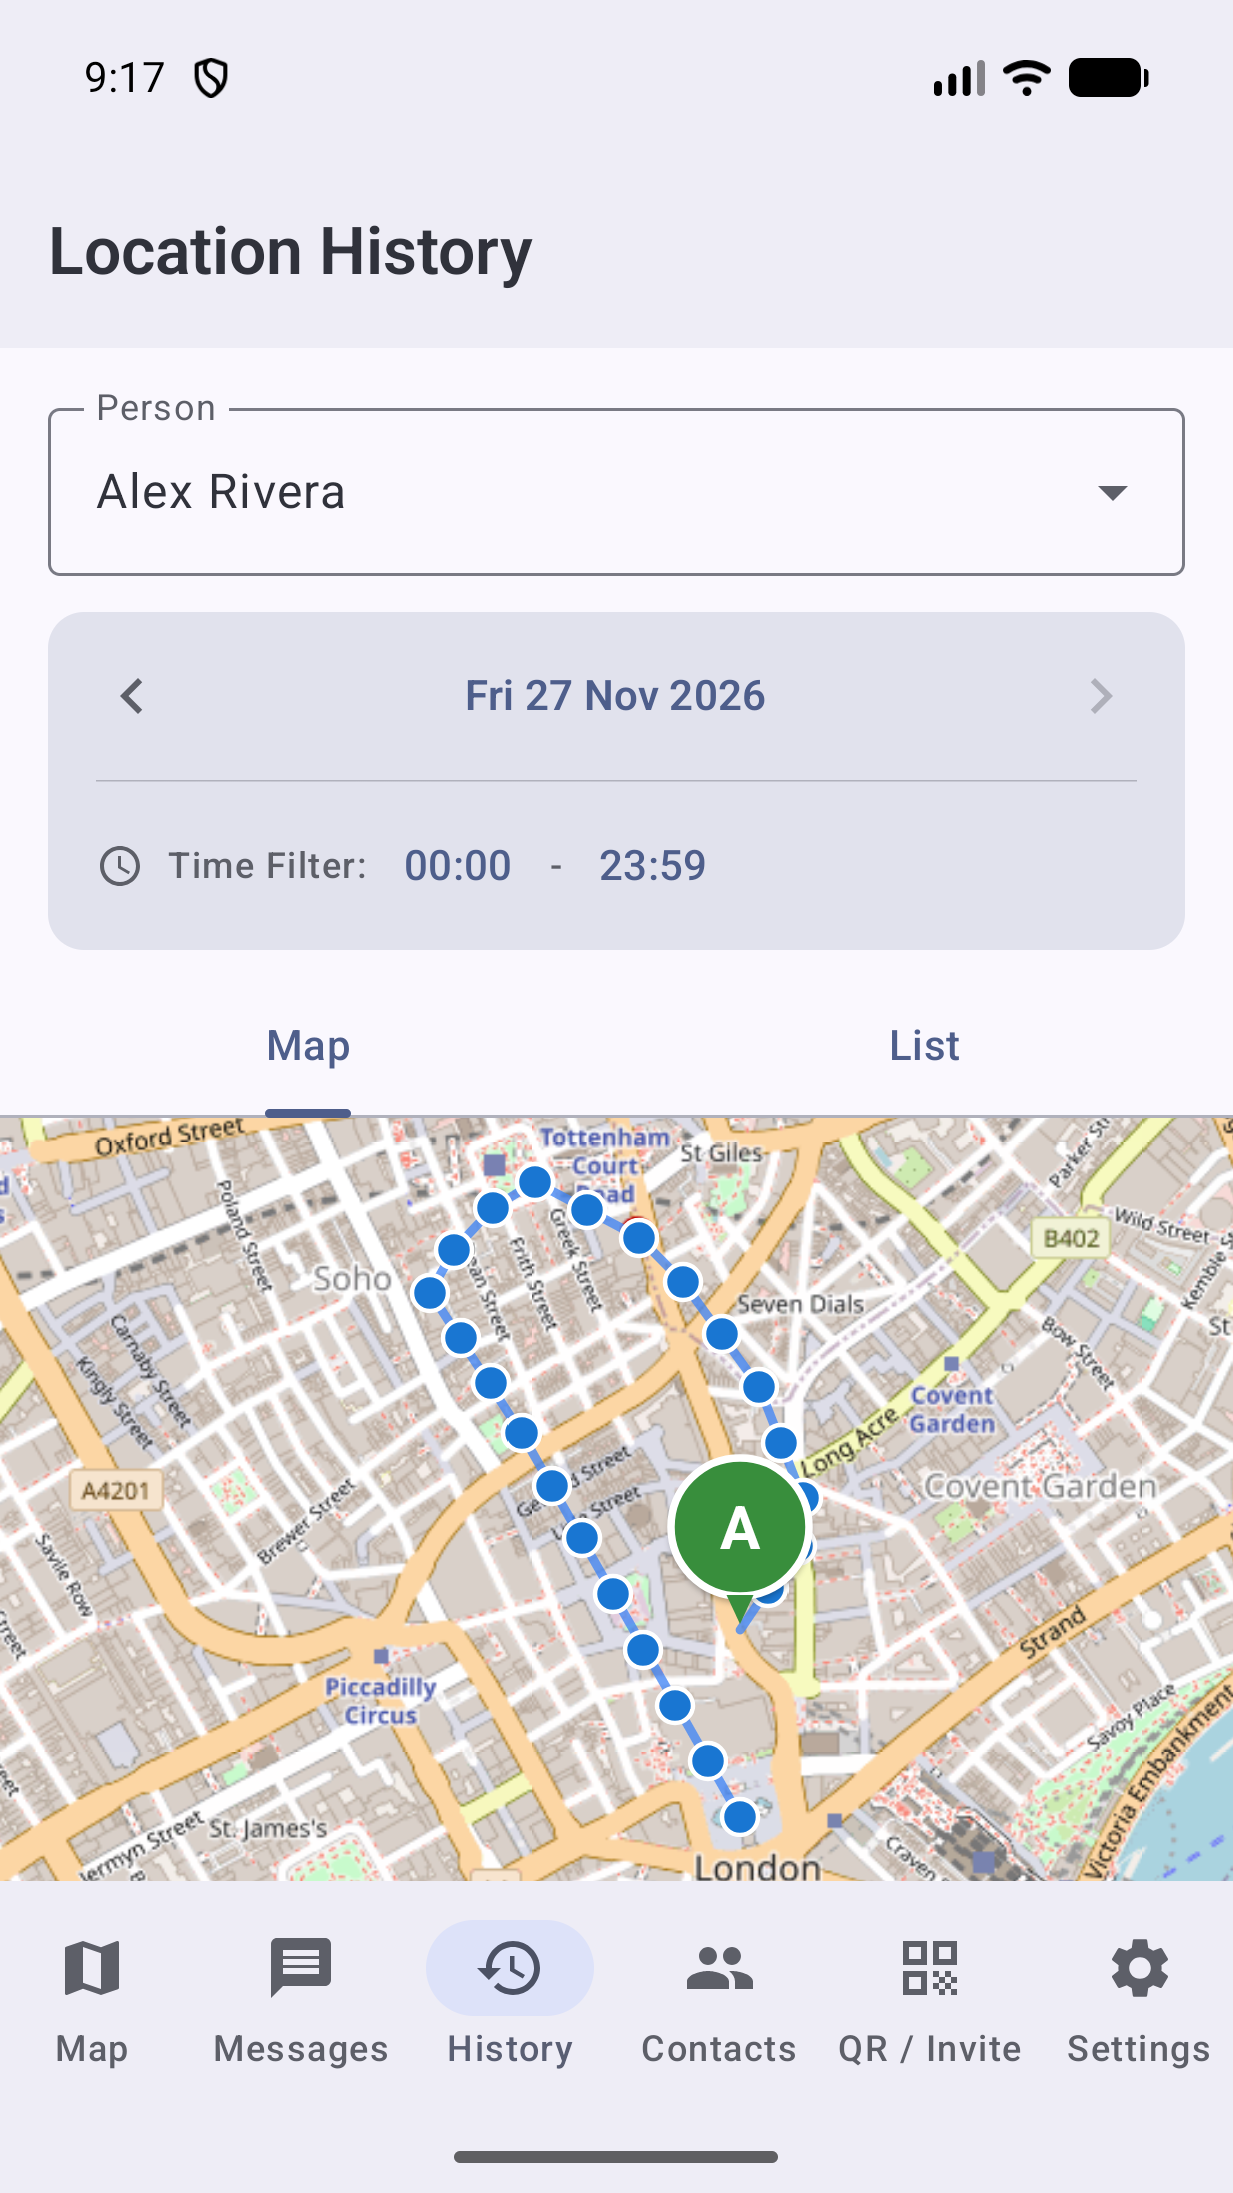 9:17
Location History
Person
Alex Rivera
Fri 27 Nov 2026
Time Filter: 00:00 - 23:59
Map
List
Oxford Street
Tottenham
Court
St Giles
Parker St
Poland Street
Greek Street
Frith Street
Wild Street
B402
Kemble
Soho
Seven Dials
Bow Street
Carnaby Street
Kingly Street
Covent
Garden
Long Acre
A4201
Covent Garden
Brewer Street
Savile Row
A
Strand
Piccadilly
Circus
Savoy Place
Victoria Embankment
St. James's
Jermyn Street
Craven
London
Map
Messages
History
Contacts
QR / Invite
Settings